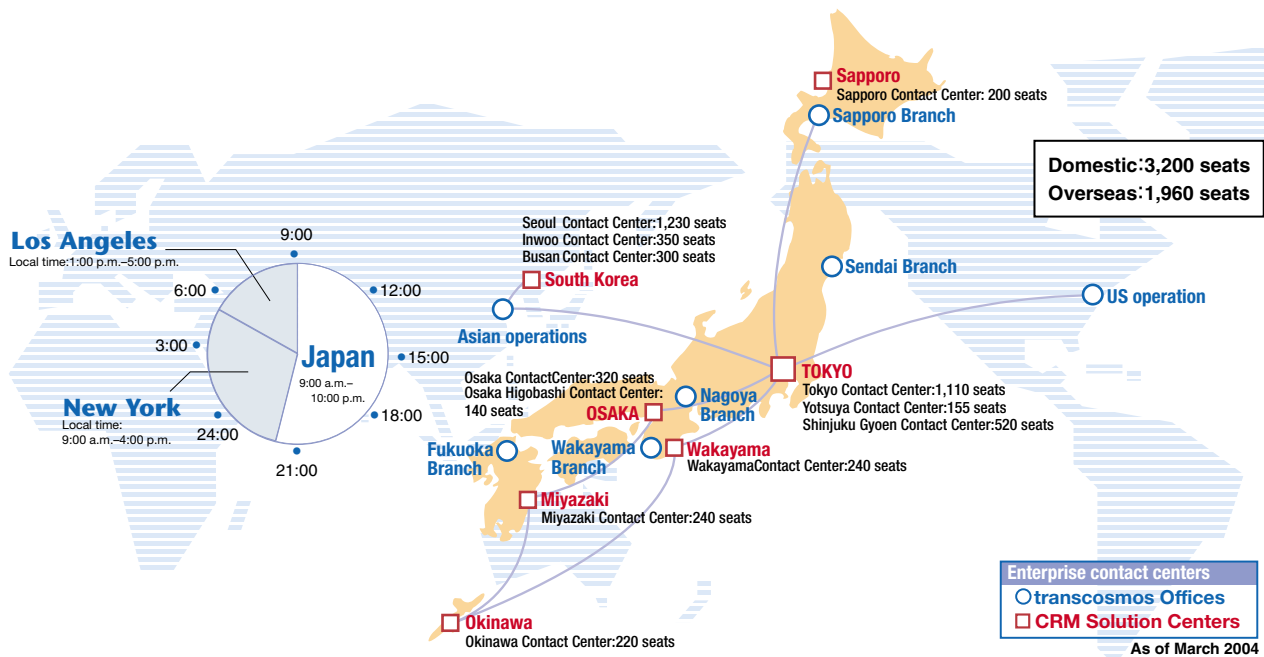 Sapporo
Sapporo Contact Center: 200 seats
Sapporo Branch
Domestic:3,200 seats
Overseas:1,960 seats
Seoul Contact Center:1,230 seats
Inwoo Contact Center:350 seats
Busan Contact Center:300 seats
South Korea
Asian operations
Sendai Branch
US operation
Los Angeles
Local time:1:00 p.m.–5:00 p.m.
9:00
12:00
15:00
18:00
21:00
24:00
3:00
6:00
Japan
9:00 a.m.–
10:00 p.m.
New York
Local time:
9:00 a.m.–4:00 p.m.
TOKYO
Tokyo Contact Center:1,110 seats
Yotsuya Contact Center:155 seats
Shinjuku Gyoen Contact Center:520 seats
Osaka ContactCenter:320 seats
Osaka Higobashi Contact Center:
140 seats
OSAKA
Nagoya
Branch
Fukuoka
Branch
Wakayama
Branch
Wakayama
WakayamaContact Center:240 seats
Miyazaki
Miyazaki Contact Center:240 seats
Okinawa
Okinawa Contact Center:220 seats
Enterprise contact centers
transcosmos Offices
CRM Solution Centers
As of March 2004